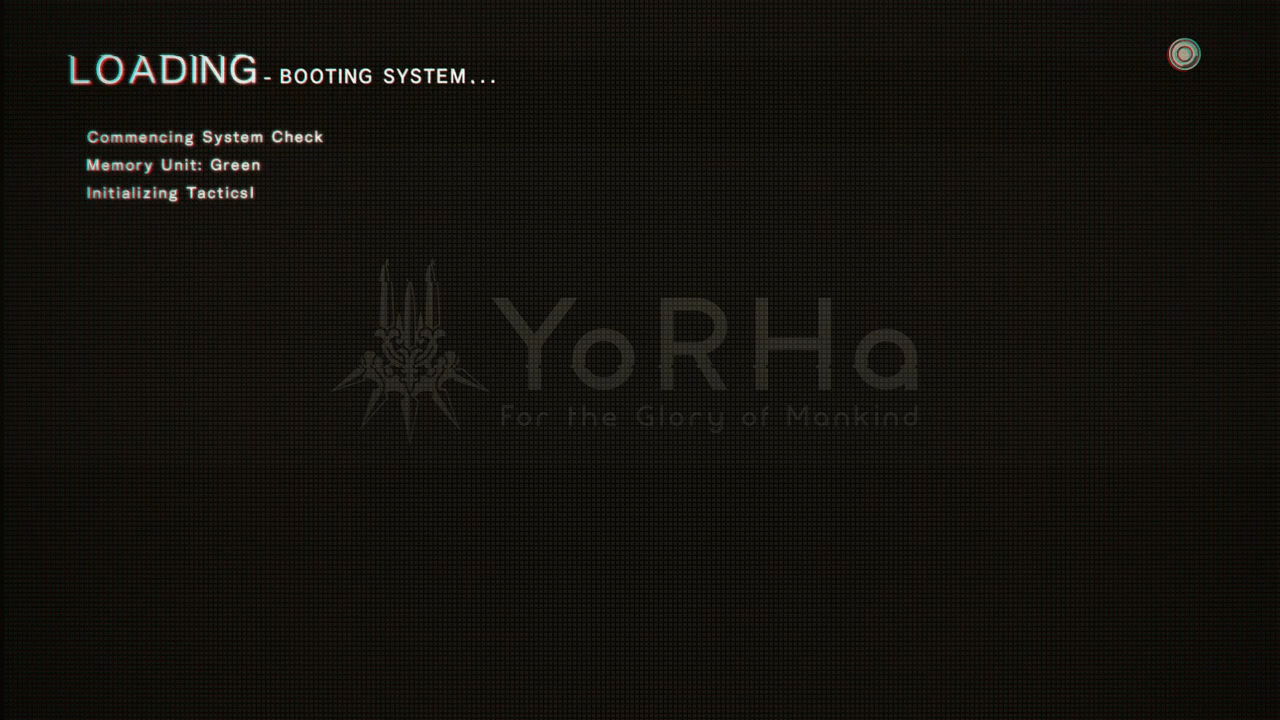 LOADING - BOOTING SYSTEM...
Commencing System Check
Memory Unit: Green
Initializing Tactics
YoRHa
For the Glory of Mankind